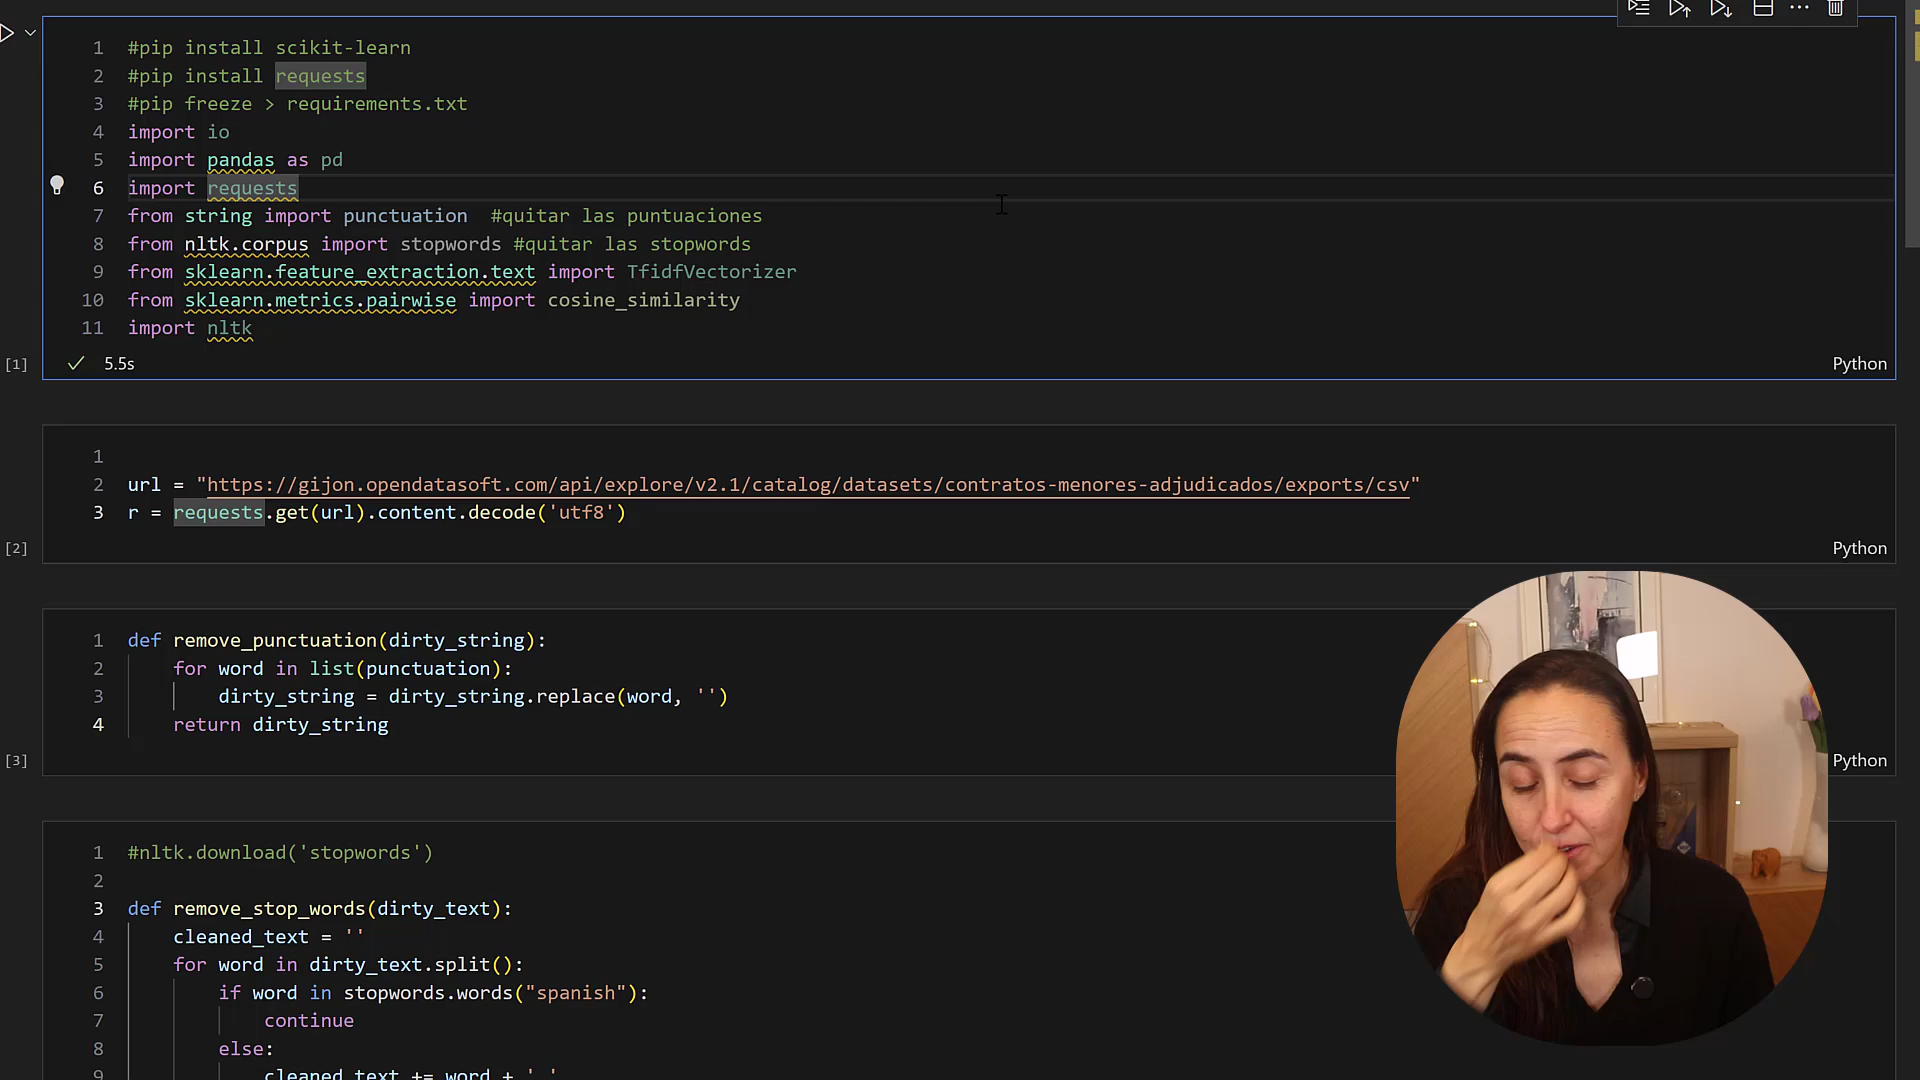 1 #pip install scikit-learn
2 #pip install requests
3 #pip freeze > requirements.txt
4 import io
5 import pandas as pd
6 import requests
7 from string import punctuation  #quitar las puntuaciones
8 from nltk.corpus import stopwords #quitar las stopwords
9 from sklearn.feature_extraction.text import TfidfVectorizer
10 from sklearn.metrics.pairwise import cosine_similarity
11 import nltk
[1] 5.5s Python
1
2 url = "https://gijon.opendatasoft.com/api/explore/v2.1/catalog/datasets/contratos-menores-adjudicados/exports/csv"
3 r = requests.get(url).content.decode('utf8')
[2] Python
1 def remove_punctuation(dirty_string):
2     for word in list(punctuation):
3         dirty_string = dirty_string.replace(word, '')
4     return dirty_string
[3] Python
1 #nltk.download('stopwords')
2
3 def remove_stop_words(dirty_text):
4     cleaned_text = ''
5     for word in dirty_text.split():
6         if word in stopwords.words("spanish"):
7             continue
8         else:
9             cleaned_text += word + ' '